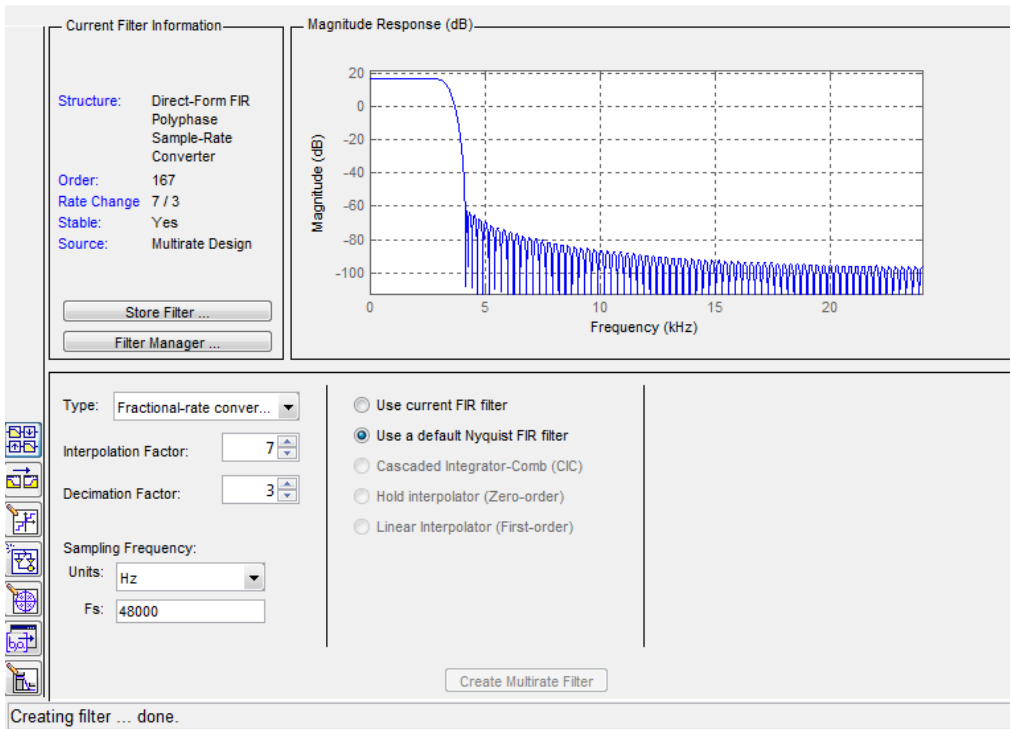 Current Filter Information
Structure: Direct-Form FIR
Polyphase
Sample-Rate
Converter
Order: 167
Rate Change 7 / 3
Stable: Yes
Source: Multirate Design
Store Filter ...
Filter Manager ...
Magnitude Response (dB)
Magnitude (dB)
20
0
-20
-40
-60
-80
-100
0 5 10 15 20
Frequency (kHz)
Type: Fractional-rate conver...
Interpolation Factor: 7
Decimation Factor: 3
Sampling Frequency:
Units: Hz
Fs: 48000
Use current FIR filter
Use a default Nyquist FIR filter
Cascaded Integrator-Comb (CIC)
Hold interpolator (Zero-order)
Linear Interpolator (First-order)
Create Multirate Filter
[b,a]
Creating filter ... done.